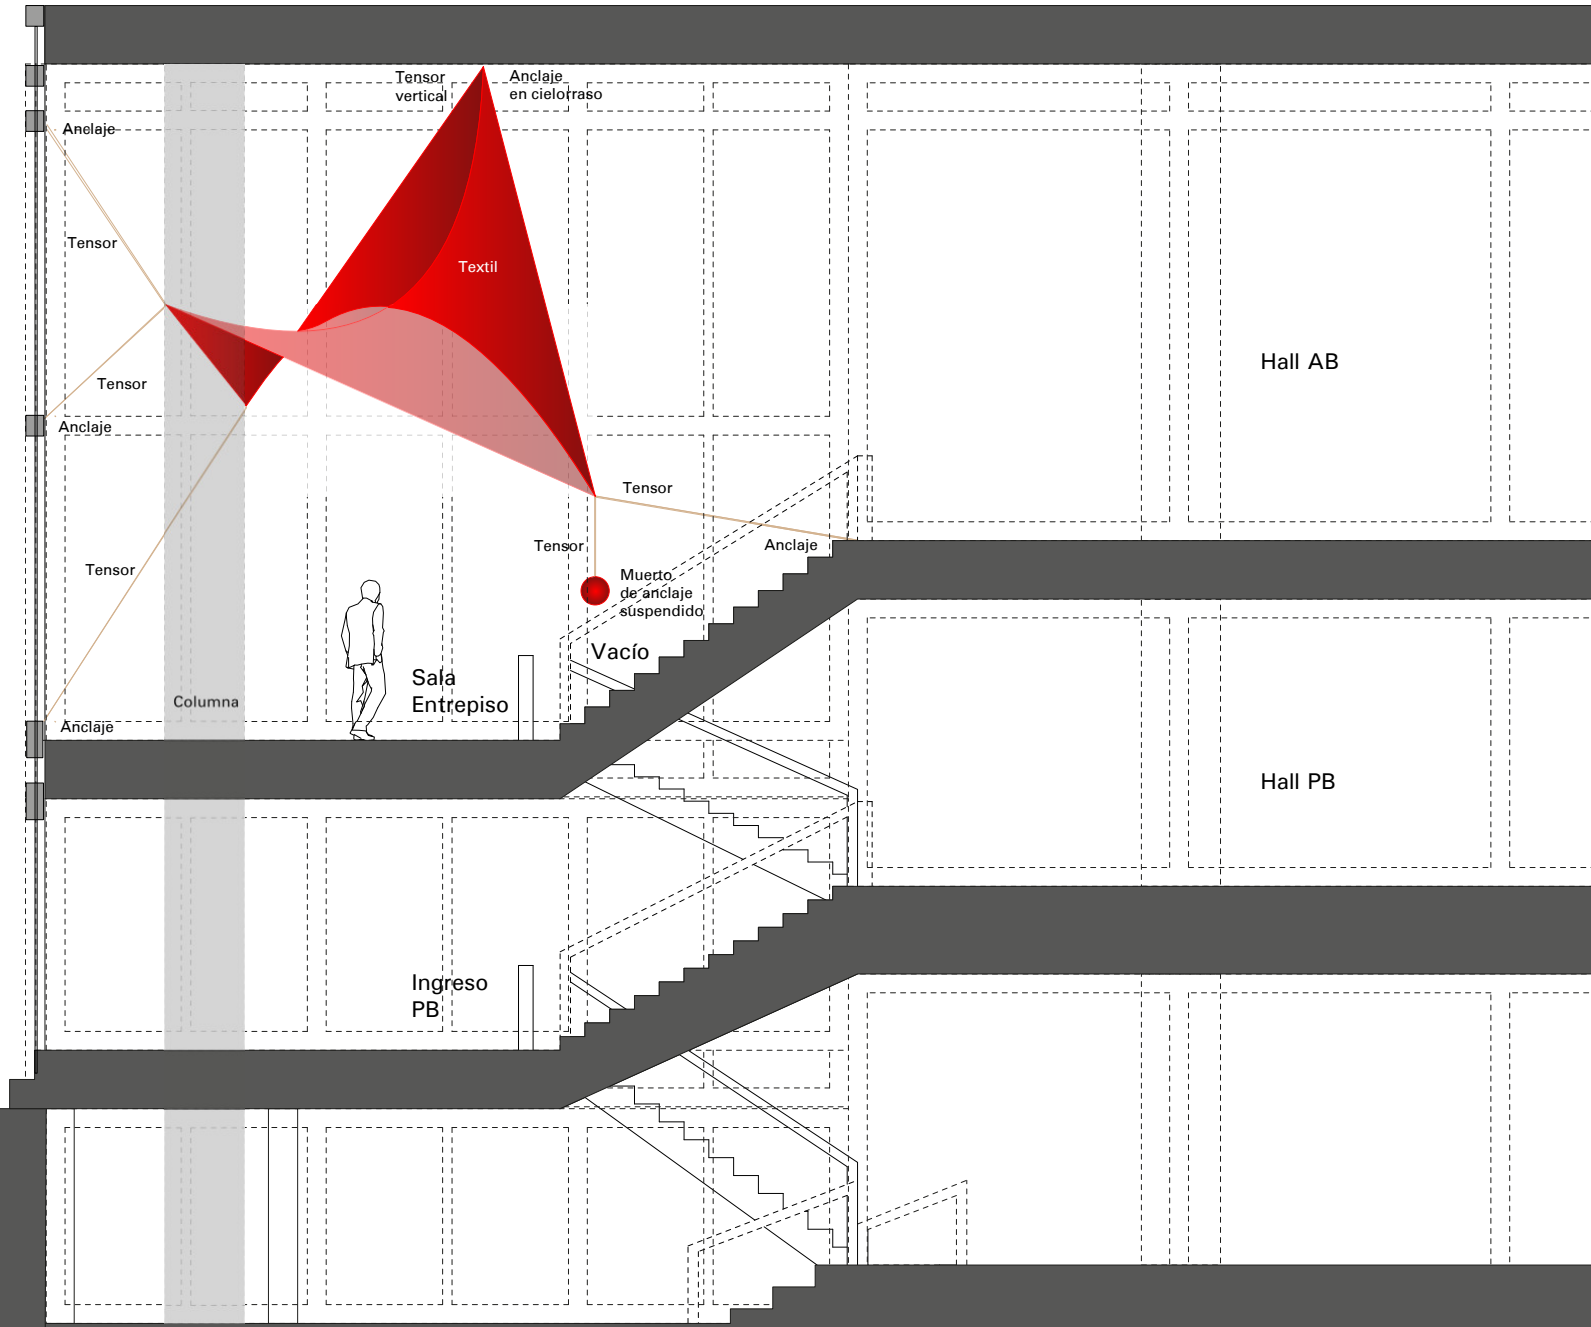 Tensor
vertical
Anclaje
en cielorraso
Anclaje
Tensor
Textil
Hall AB
Tensor
Anclaje
Tensor
Tensor
Anclaje
Tensor
Muerto
de anclaje
suspendido
Vacío
Sala
Entrepiso
Columna
Anclaje
Hall PB
Ingreso
PB